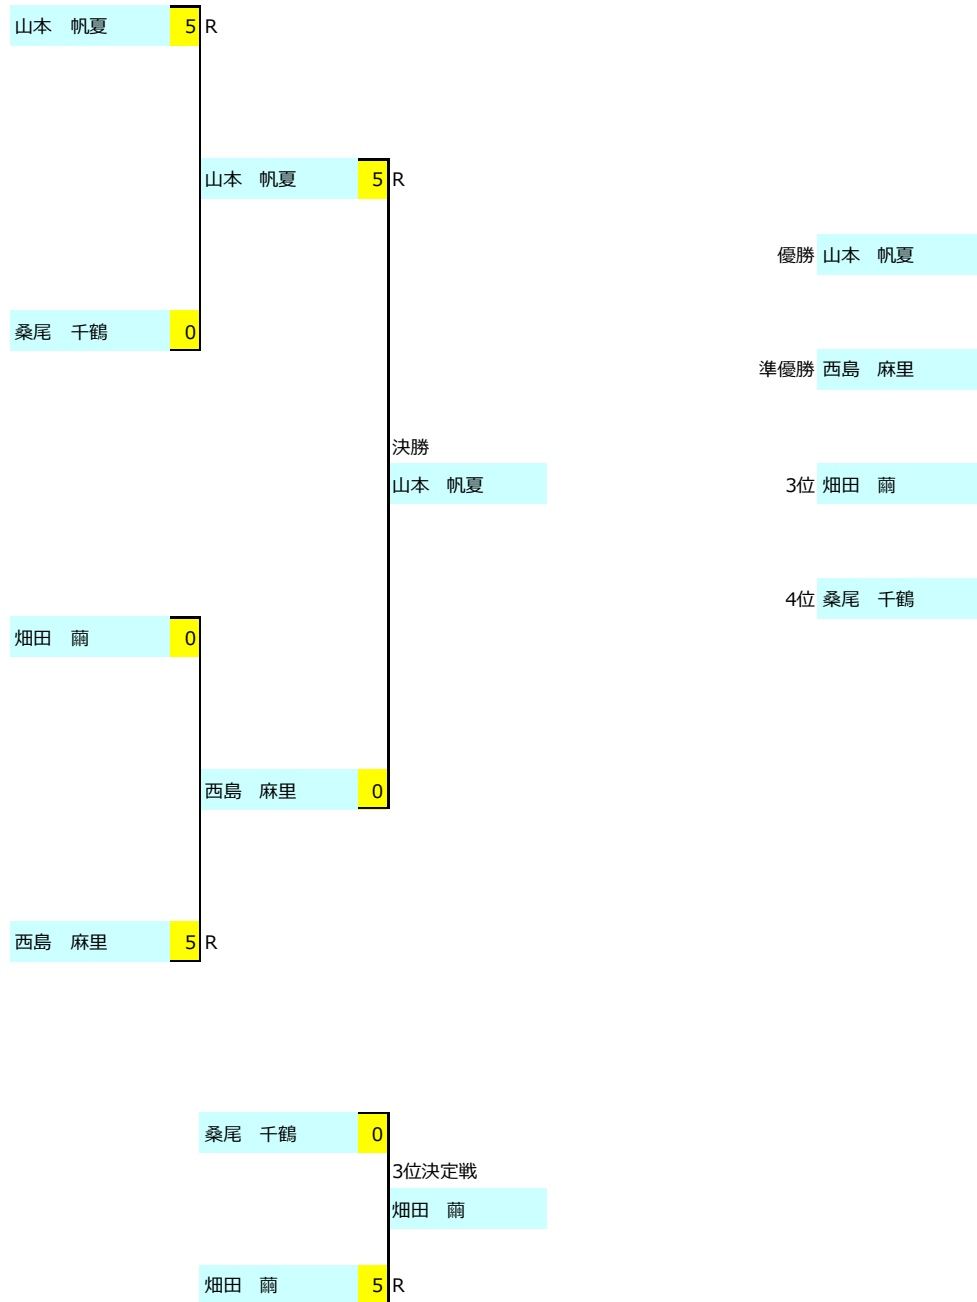 山本　帆夏 5 R
山本　帆夏 5 R
優勝 山本　帆夏
桑尾　千鶴 0
準優勝 西島　麻里
決勝
山本　帆夏
3位 畑田　繭
4位 桑尾　千鶴
畑田　繭 0
西島　麻里 0
西島　麻里 5 R
桑尾　千鶴 0
3位決定戦
畑田　繭
畑田　繭 5 R